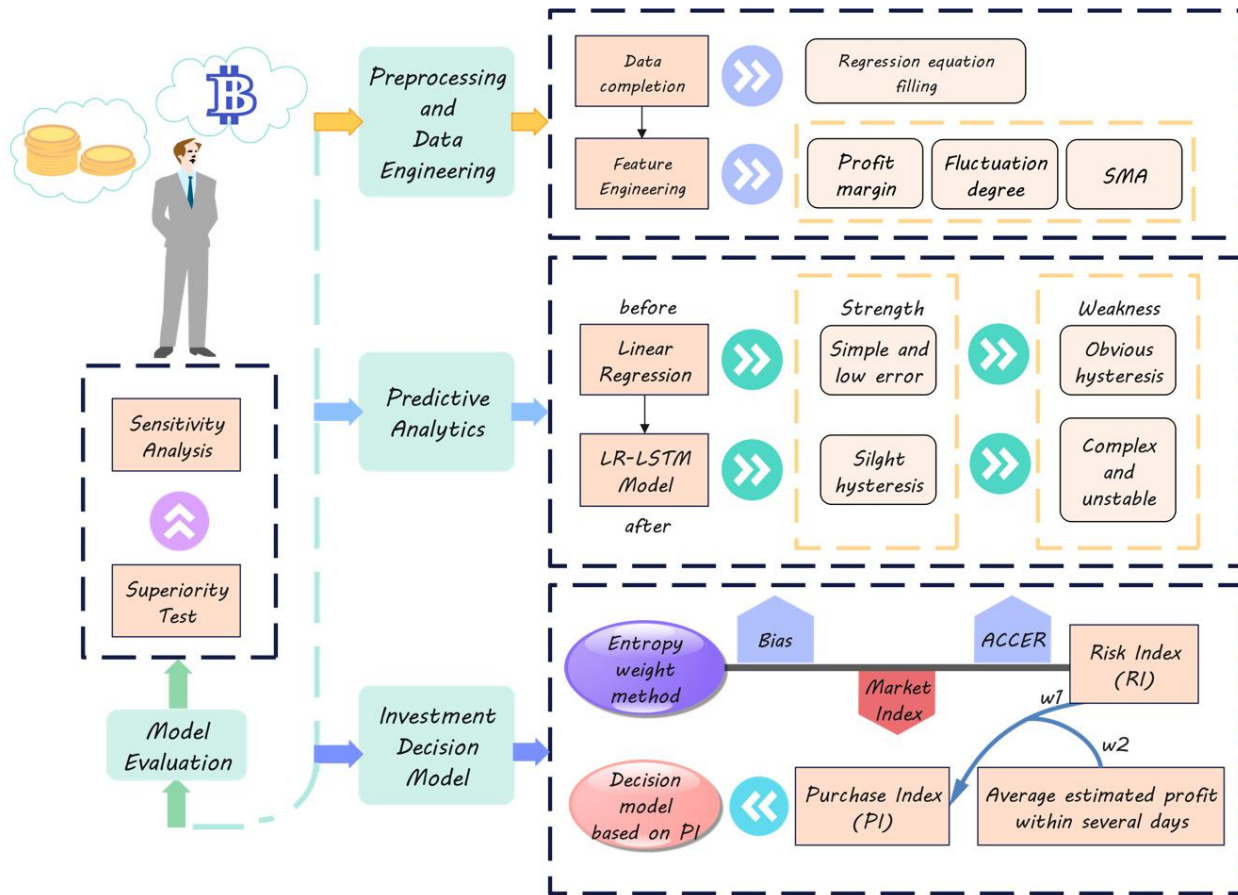 Preprocessing
and
Data
Engineering
Data
completion
Regression equation
filling
Feature
Engineering
Profit
margin
Fluctuation
degree
SMA
Predictive
Analytics
before
Linear
Regression
LR-LSTM
Model
after
Strength
Simple and
low error
Silght
hysteresis
Weakness
Obvious
hysteresis
Complex
and
unstable
Sensitivity
Analysis
Superiority
Test
Model
Evaluation
Investment
Decision
Model
Entropy
weight
method
Bias
Market
Index
ACCER
Risk Index
(RI)
w1
w2
Decision
model
based on PI
Purchase Index
(PI)
Average estimated profit
within several days